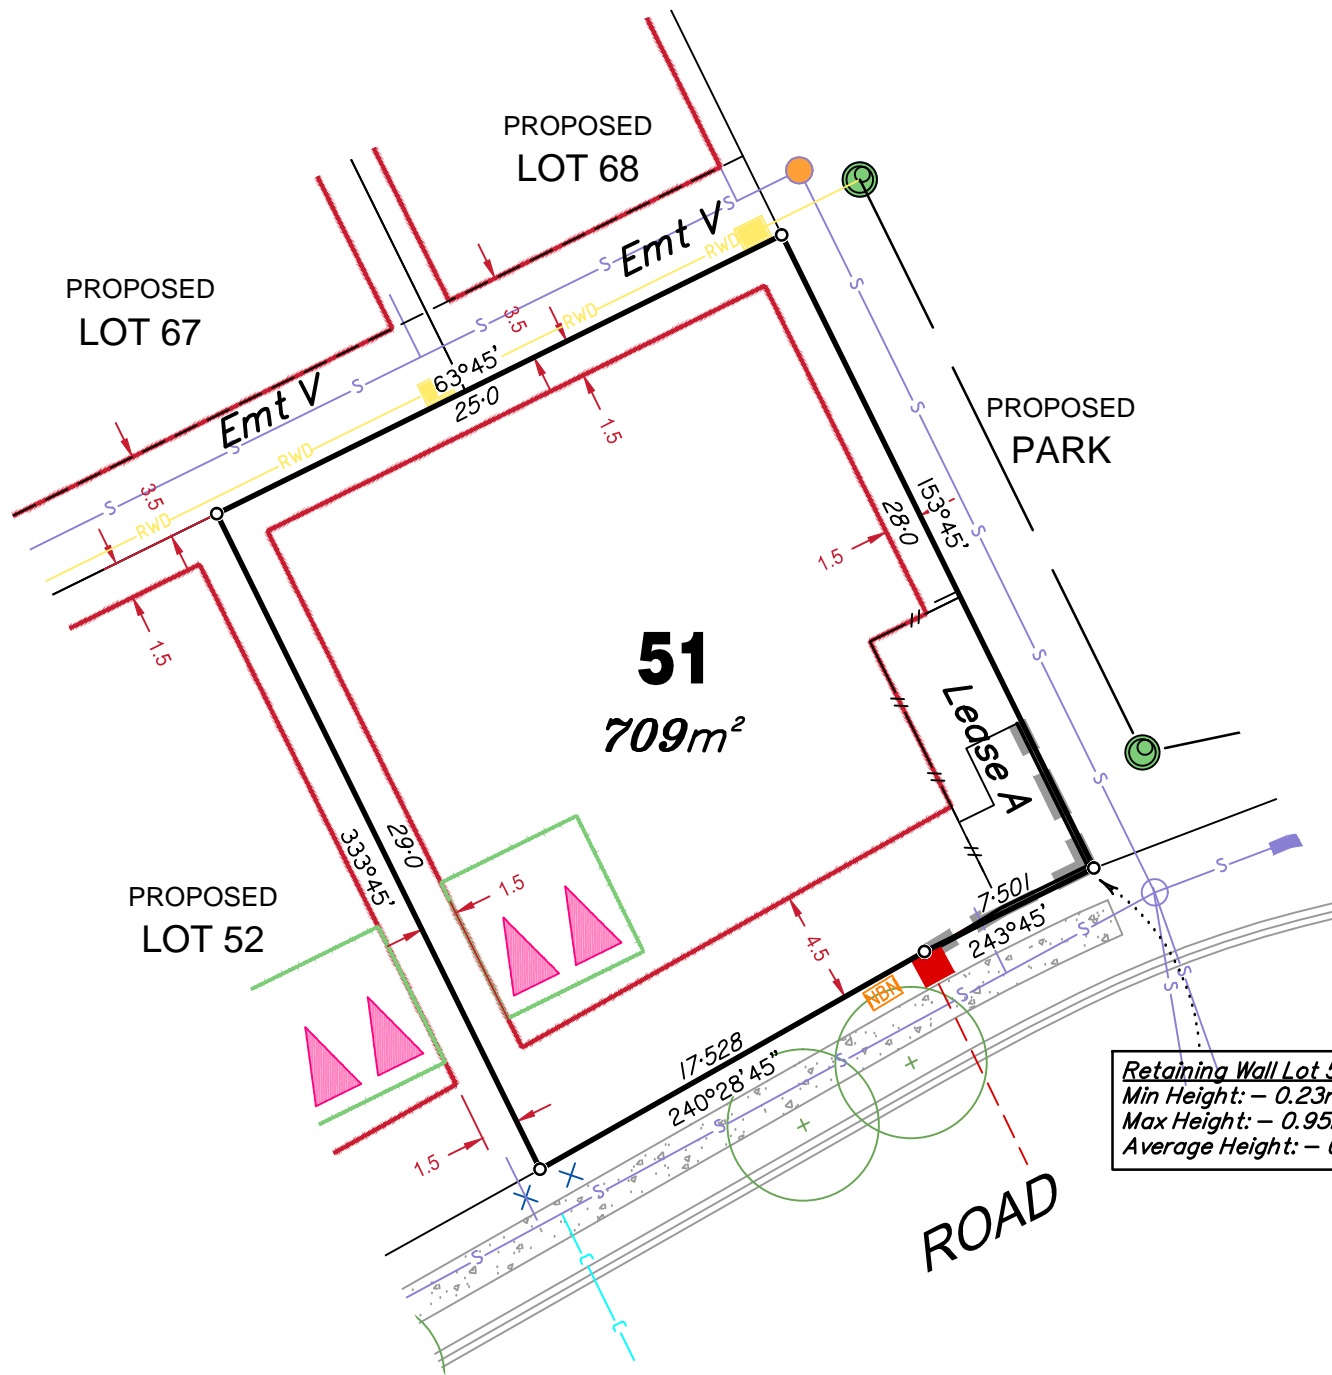 PROPOSED
LOT 68
PROPOSED
LOT 67
Emt V
Emt V
S
S
S
S
S
S
RWD
RWD
RWD
RWD
3.5
3.5
63°45'
25·0
1.5
1.5
PROPOSED
PARK
S
S
S
S
S
153°45'
28·0
1.5
51
709m²
Lease A
333°45'
29·0
1.5
PROPOSED
LOT 52
1.5
4.5
7·501
243°45'
NBN
17·528
240°28'45"
S
S
S
S
S
S
S
S
S
ROAD
Retaining Wall Lot 5
Min Height: – 0.23
Max Height: – 0.95
Average Height: –